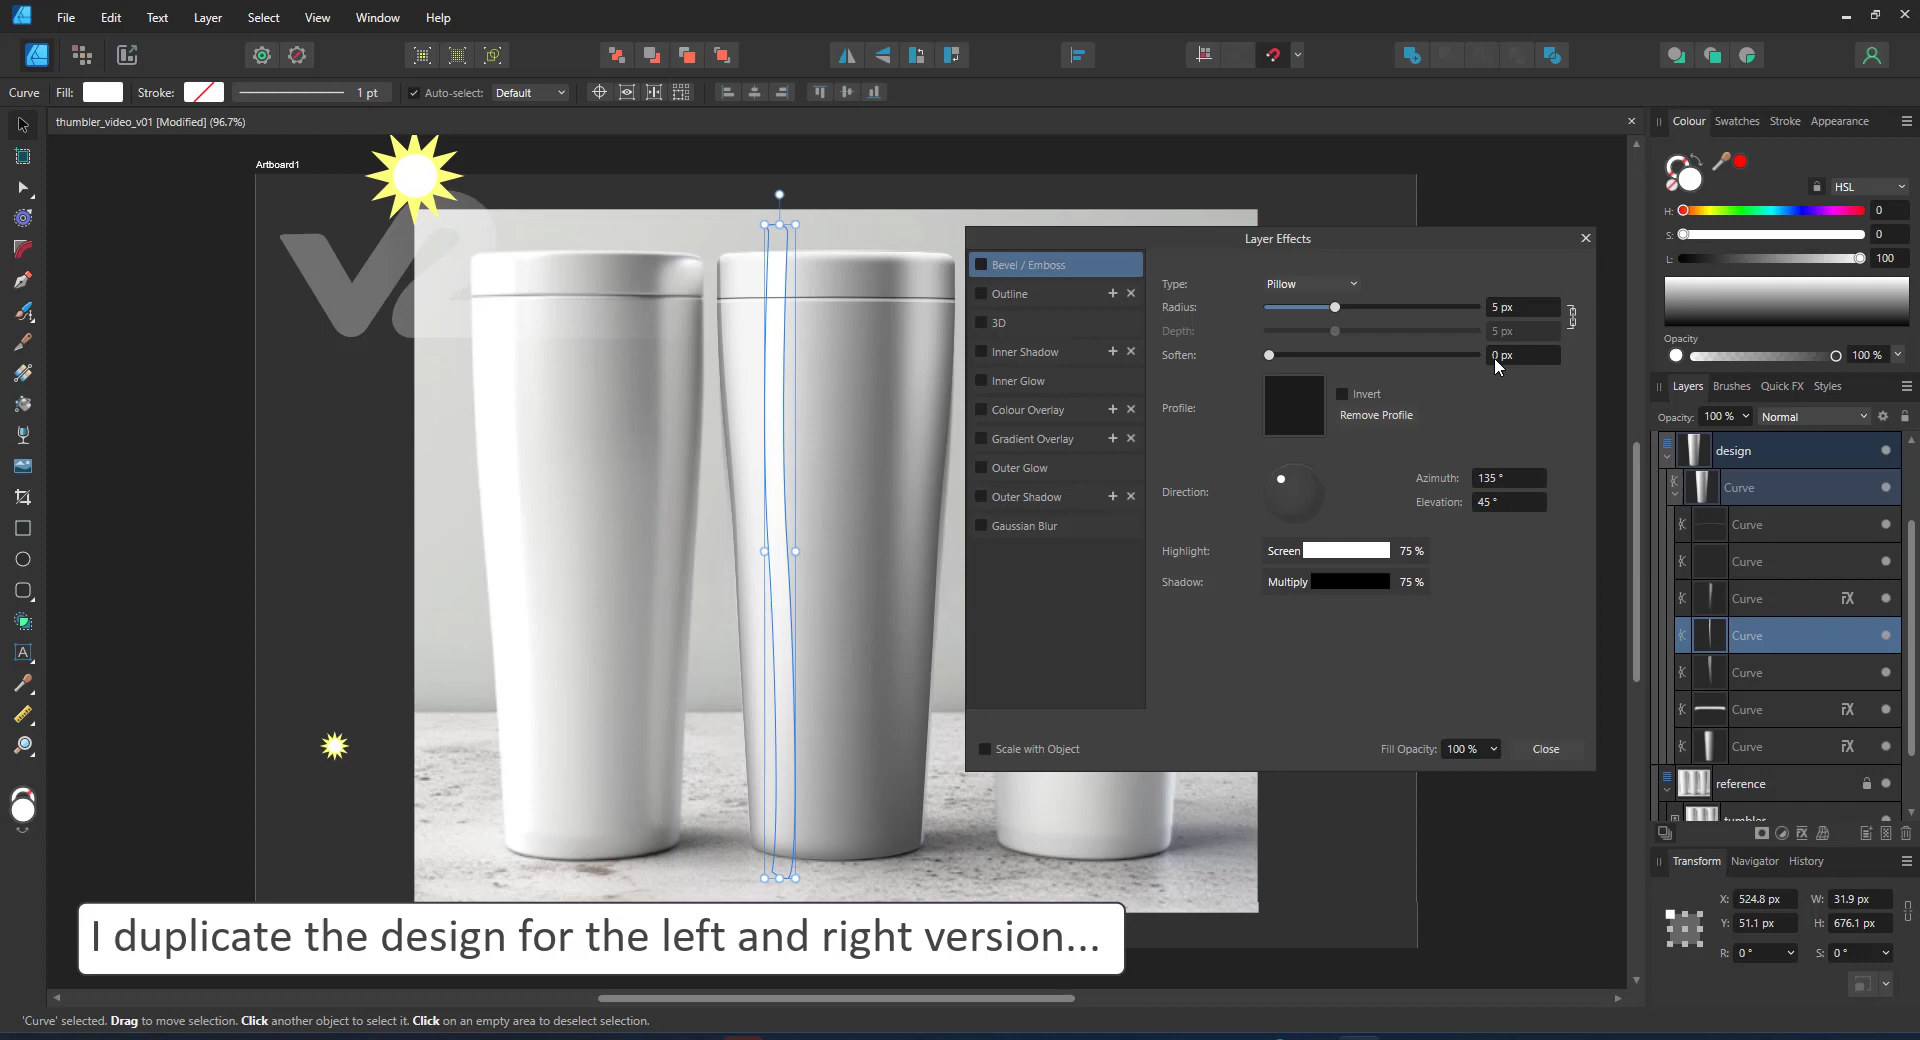 File Edit Text Layer Select View Window Help
Curve Fill: Stroke: 1 pt Auto-select: Default
thumbler_video_v01 [Modified] (96.7%)
Artboard1
v2
Layer Effects
Bevel / Emboss
Outline
3D
Inner Shadow
Inner Glow
Colour Overlay
Gradient Overlay
Outer Glow
Outer Shadow
Gaussian Blur
Type: Pillow
Radius: 5 px
Depth: 5 px
Soften: 0 px
Profile: Invert
Remove Profile
Direction: Azimuth: 135 °
Elevation: 45 °
Highlight: Screen 75 %
Shadow: Multiply 75 %
Scale with Object Fill Opacity: 100 % Close
Colour Swatches Stroke Appearance
HSL
H: 0
S: 0
L: 100
Opacity
100 %
Layers Brushes Quick FX Styles
Opacity: 100 % Normal
design
Curve
Curve
Curve
Curve FX
Curve
Curve
Curve FX
Curve FX
reference
tumbler
Transform Navigator History
X: 524.8 px W: 31.9 px
Y: 51.1 px H: 676.1 px
R: 0 ° S: 0 °
I duplicate the design for the left and right version...
'Curve' selected. Drag to move selection. Click another object to select it. Click on an empty area to deselect selection.